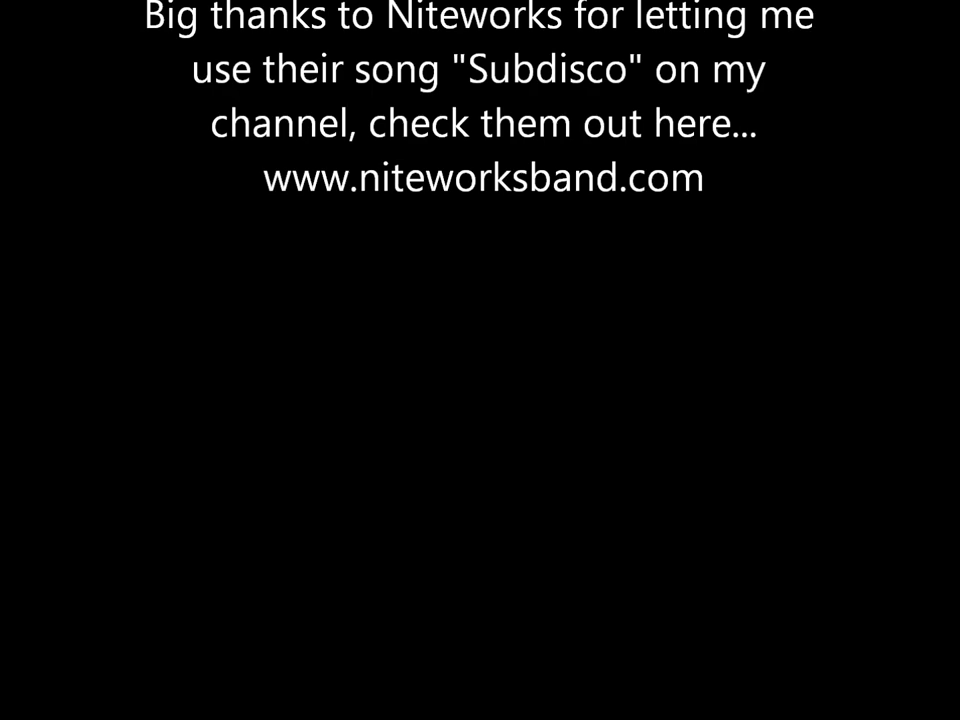 Big thanks to Niteworks for letting me
use their song "Subdisco" on my
channel, check them out here...
www.niteworksband.com